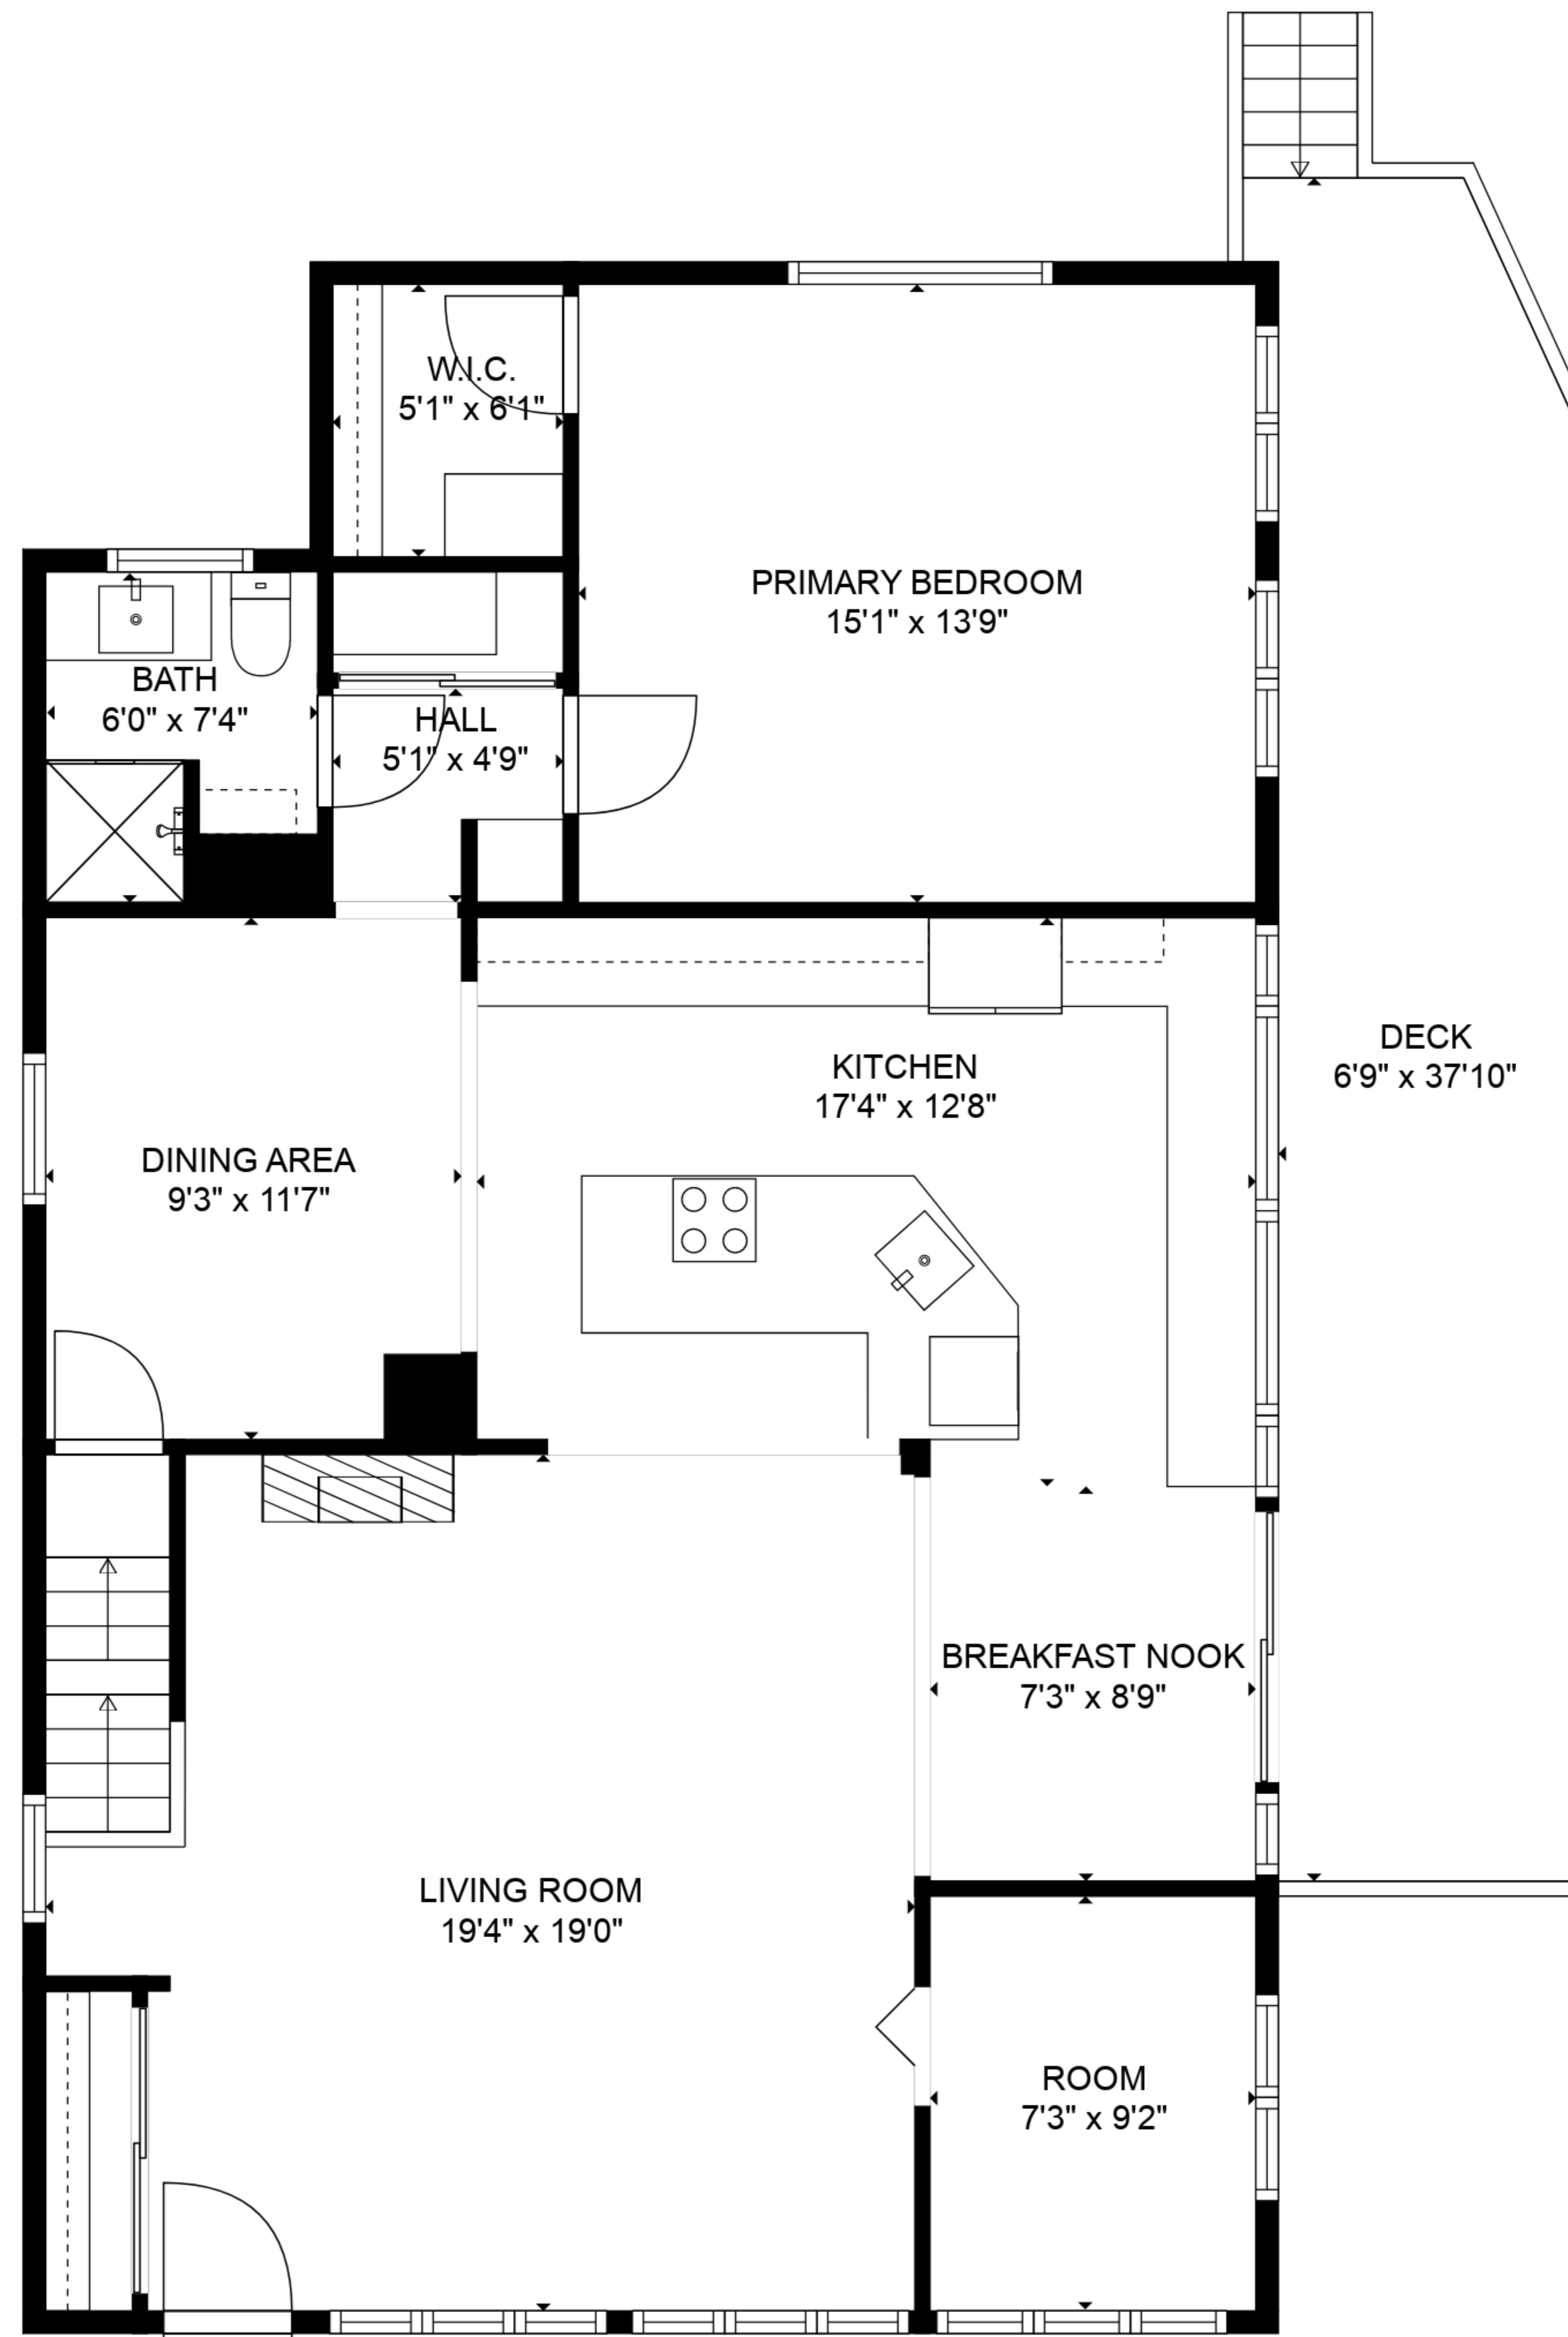 W.I.C.
5'1" x 6'1"
PRIMARY BEDROOM
15'1" x 13'9"
BATH
6'0" x 7'4"
HALL
5'1" x 4'9"
DECK
6'9" x 37'10"
KITCHEN
17'4" x 12'8"
DINING AREA
9'3" x 11'7"
BREAKFAST NOOK
7'3" x 8'9"
LIVING ROOM
19'4" x 19'0"
ROOM
7'3" x 9'2"